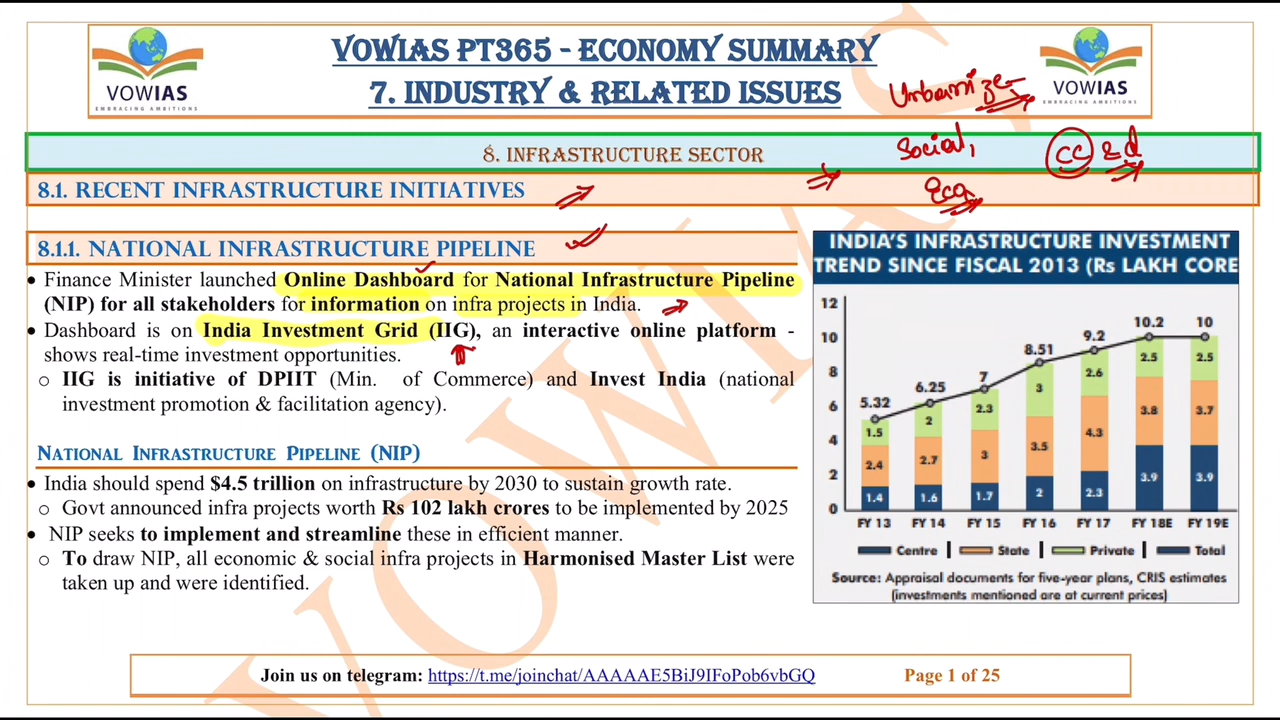 VOWIAS PT365 - ECONOMY SUMMARY
7. INDUSTRY & RELATED ISSUES
VOWIAS
EMBRACING AMBITIONS
VOWIAS
EMBRACING AMBITIONS
Social,
CC & d
8. INFRASTRUCTURE SECTOR
8.1. RECENT INFRASTRUCTURE INITIATIVES
8.1.1. NATIONAL INFRASTRUCTURE PIPELINE
• Finance Minister launched Online Dashboard for National Infrastructure Pipeline
(NIP) for all stakeholders for information on infra projects in India.
• Dashboard is on India Investment Grid (IIG), an interactive online platform -
shows real-time investment opportunities.
o IIG is initiative of DPIIT (Min. of Commerce) and Invest India (national
investment promotion & facilitation agency).
NATIONAL INFRASTRUCTURE PIPELINE (NIP)
• India should spend $4.5 trillion on infrastructure by 2030 to sustain growth rate.
o Govt announced infra projects worth Rs 102 lakh crores to be implemented by 2025
• NIP seeks to implement and streamline these in efficient manner.
o To draw NIP, all economic & social infra projects in Harmonised Master List were
taken up and were identified.
INDIA'S INFRASTRUCTURE INVESTMENT
TREND SINCE FISCAL 2013 (Rs LAKH CORE
12
10
8
6
4
2
0
5.32 6.25 7 8.51 9.2 10.2 10
1.5 2 2.3 3 2.6 2.5 2.5
2.4 2.7 3 3.5 4.3 3.8 3.7
1.4 1.6 1.7 2 2.3 3.9 3.9
FY 13 FY 14 FY 15 FY 16 FY 17 FY 18E FY 19E
Centre | State | Private | Total
Source: Appraisal documents for five-year plans, CRIS estimates
(investments mentioned are at current prices)
VOWIAS
Join us on telegram: https://t.me/joinchat/AAAAAE5BiJ9IFoPob6vbGQ Page 1 of 25